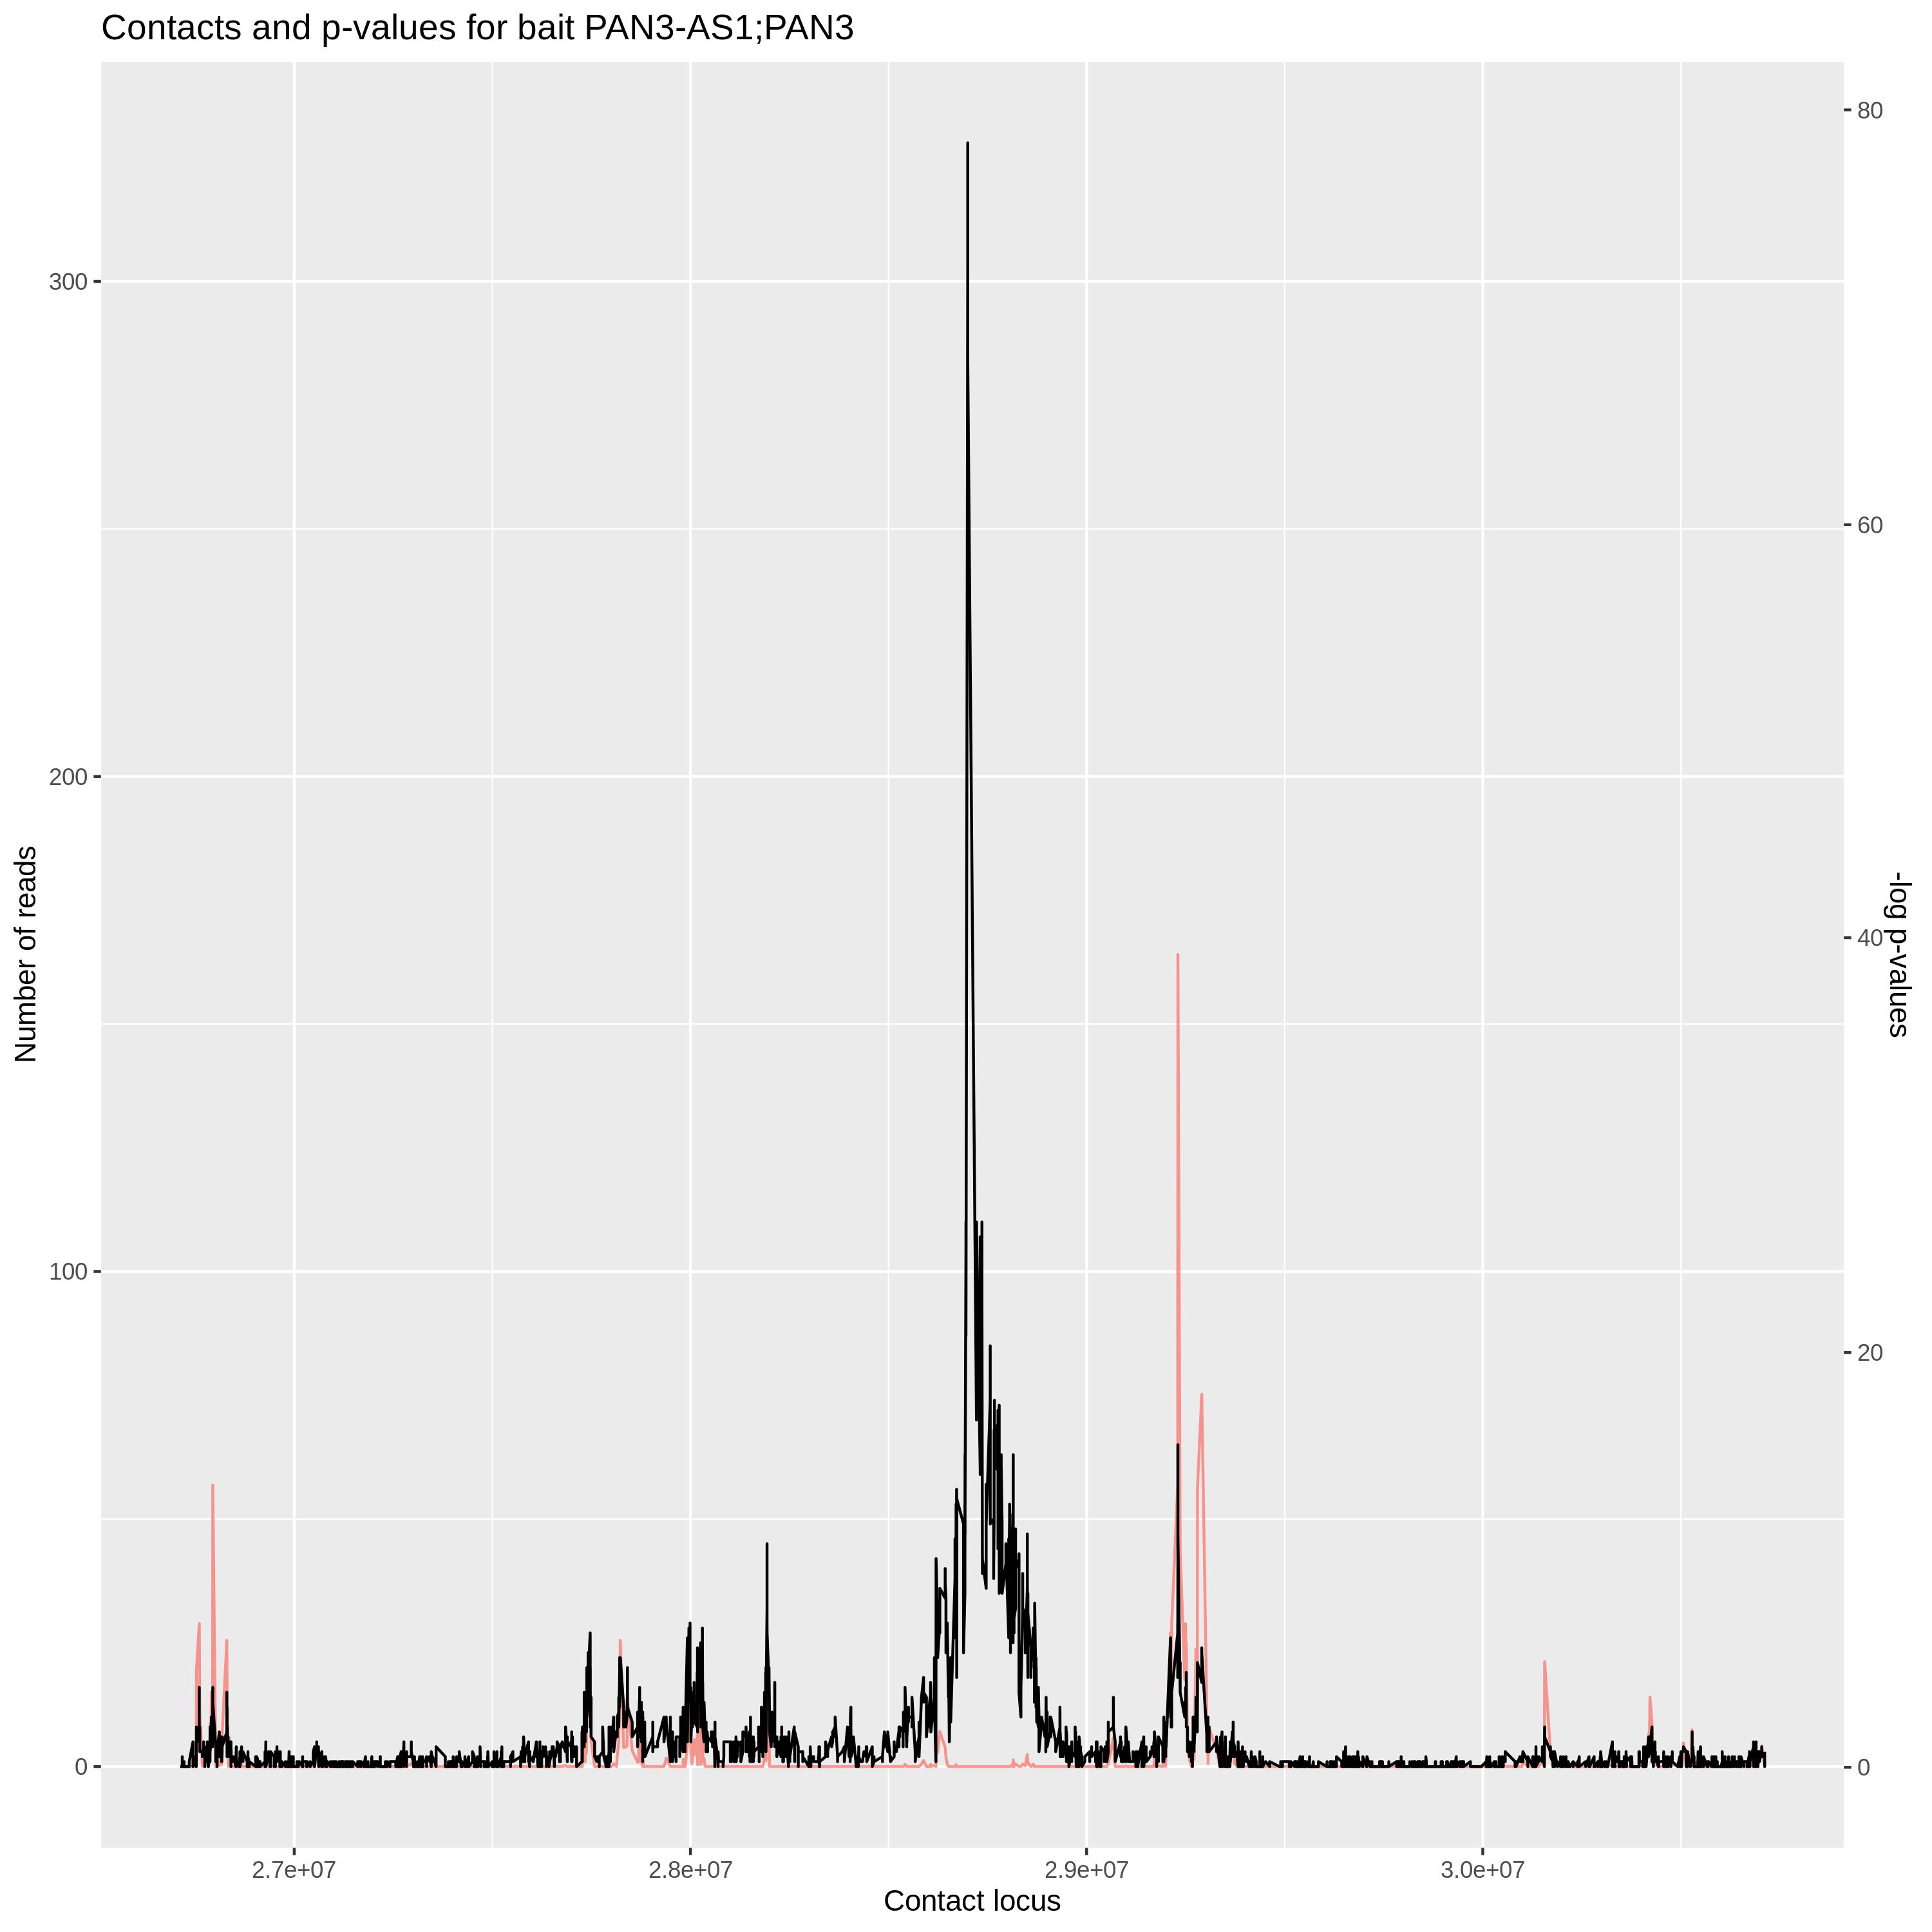 Contacts and p-values for bait PAN3-AS1;PAN3
300
200
100
0
Number of reads
80
60
40
20
0
-log p-values
2.7e+07 2.8e+07 2.9e+07 3.0e+07
Contact locus